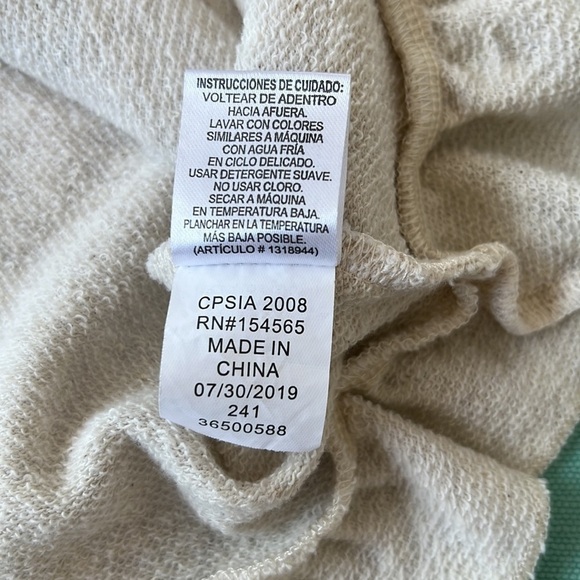 INSTRUCCIONES DE CUIDADO:
VOLTEAR DE ADENTRO
HACIA AFUERA.
LAVAR CON COLORES
SIMILARES A MÁQUINA
CON AGUA FRÍA
EN CICLO DELICADO.
USAR DETERGENTE SUAVE.
NO USAR CLORO.
SECAR A MÁQUINA
EN TEMPERATURA BAJA.
PLANCHAR EN LA TEMPERATURA
MÁS BAJA POSIBLE.
(ARTÍCULO # 1318944)
CPSIA 2008
RN#154565
MADE IN
CHINA
07/30/2019
241
36500588